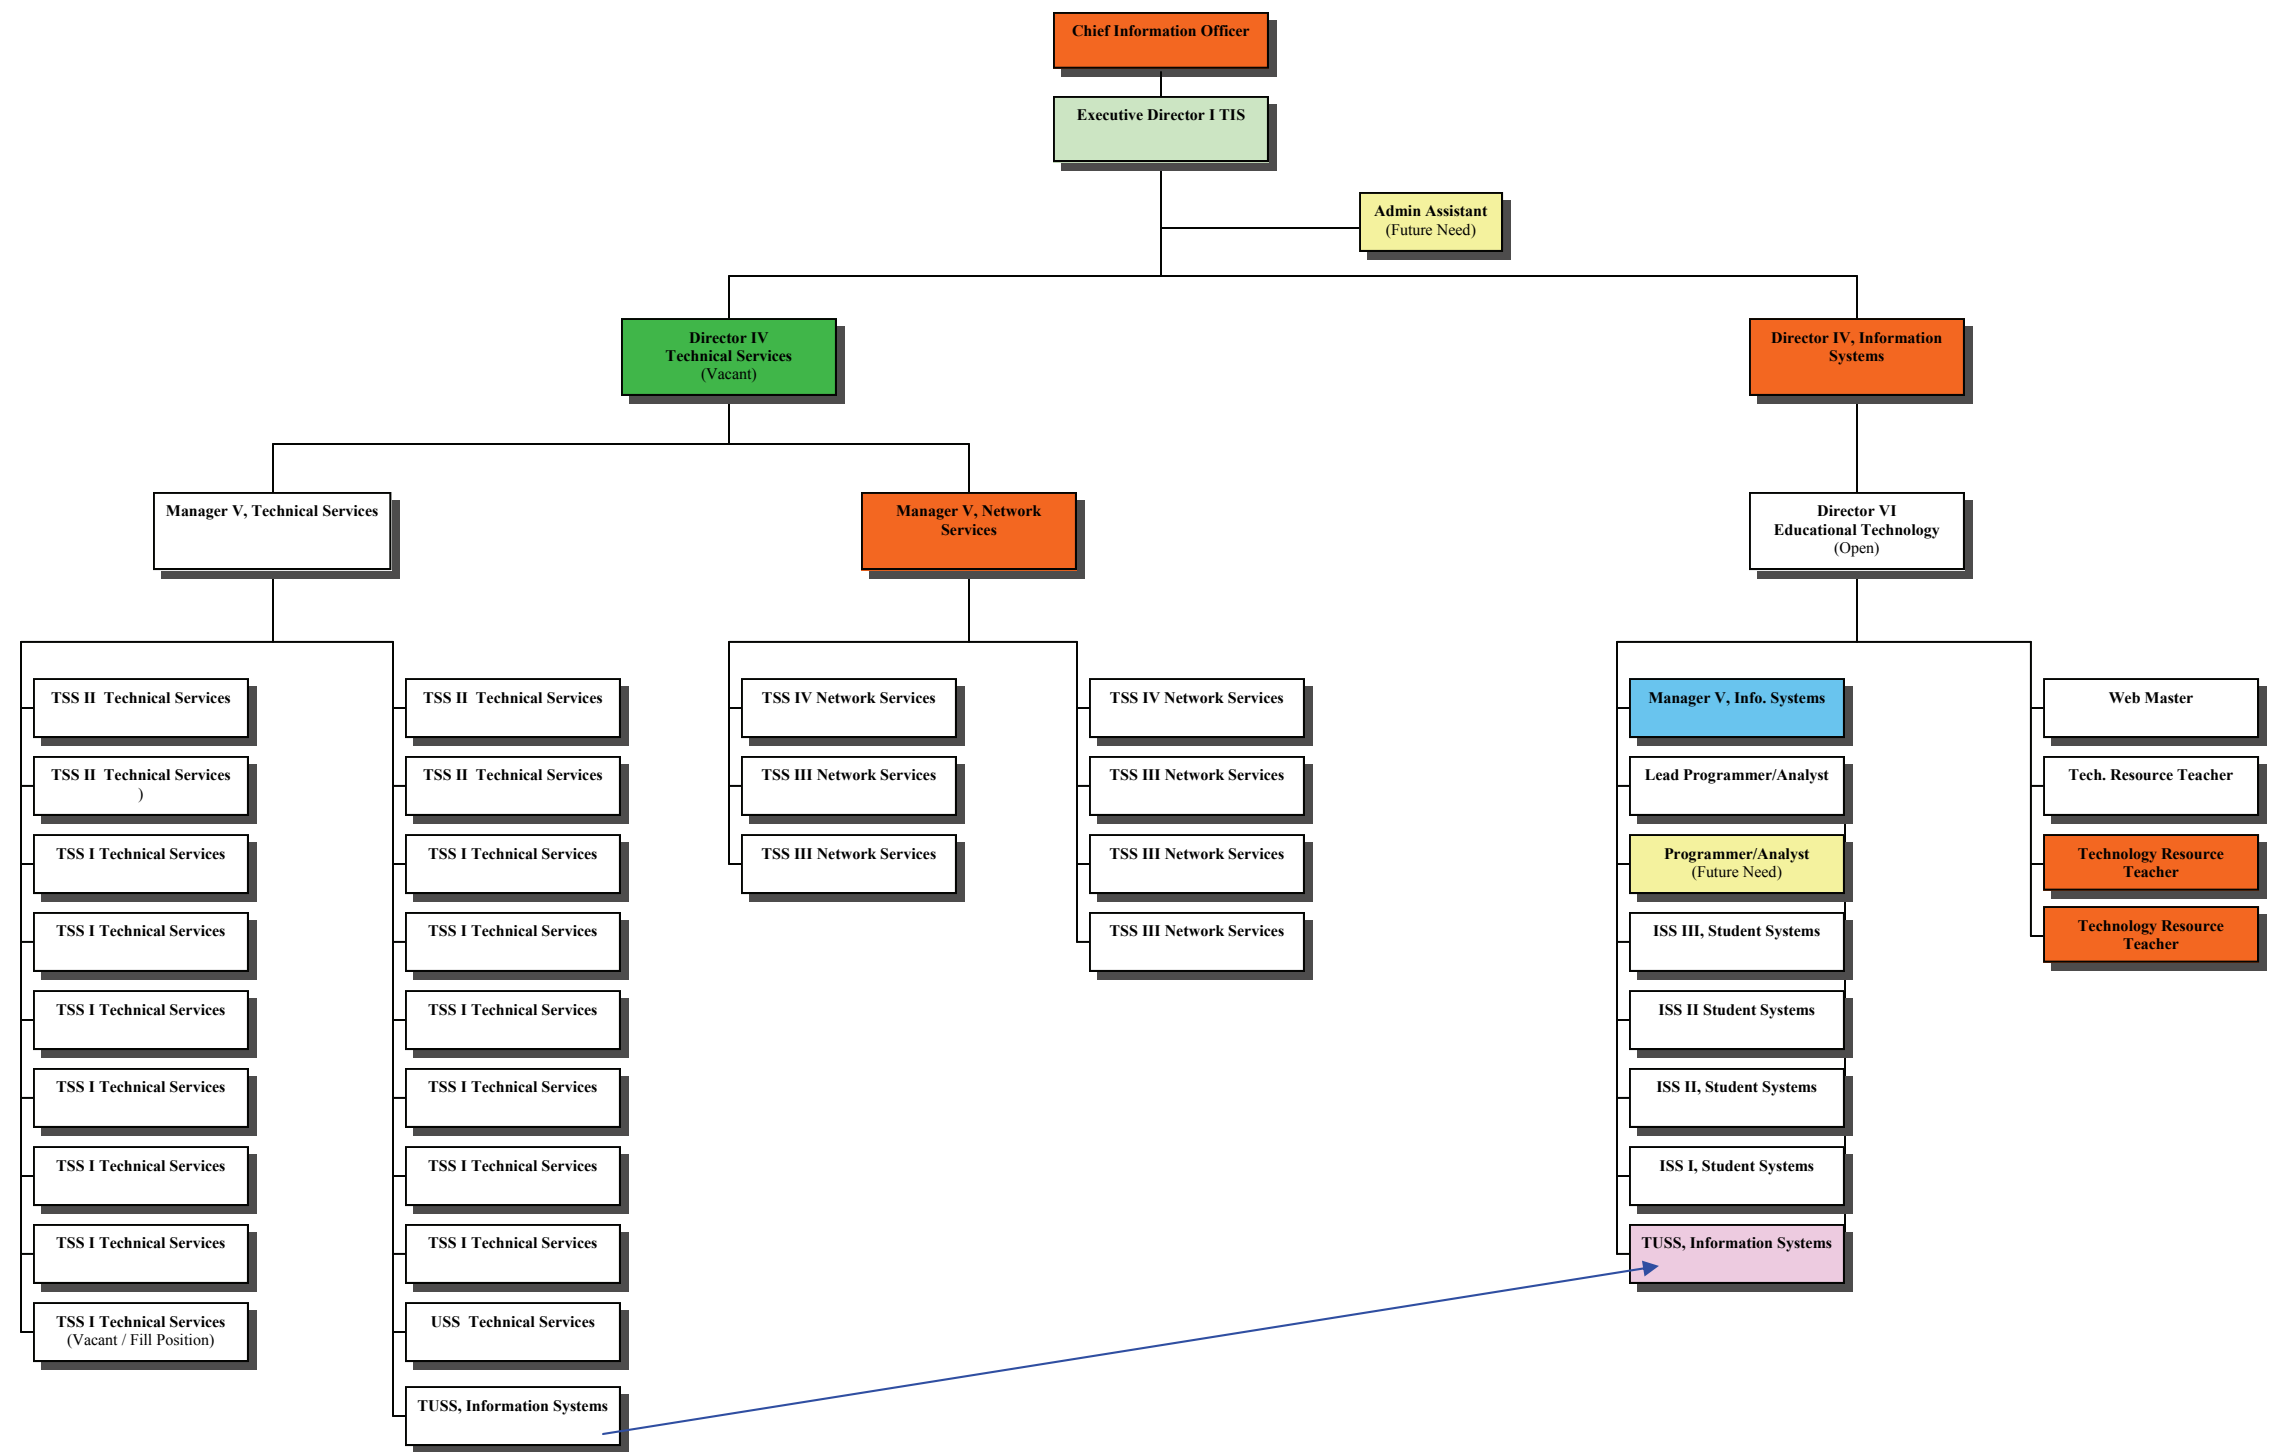 Chief Information Officer
Executive Director I TIS
Admin Assistant
(Future Need)
Director IV
Technical Services
(Vacant)
Director IV, Information
Systems
Manager V, Technical Services
Manager V, Network
Services
Director VI
Educational Technology
(Open)
TSS II  Technical Services
TSS II  Technical Services
)
TSS I Technical Services
TSS I Technical Services
TSS I Technical Services
TSS I Technical Services
TSS I Technical Services
TSS I Technical Services
TSS I Technical Services
(Vacant / Fill Position)
TSS II  Technical Services
TSS II  Technical Services
TSS I Technical Services
TSS I Technical Services
TSS I Technical Services
TSS I Technical Services
TSS I Technical Services
TSS I Technical Services
USS  Technical Services
TUSS, Information Systems
TSS IV Network Services
TSS III Network Services
TSS III Network Services
TSS IV Network Services
TSS III Network Services
TSS III Network Services
TSS III Network Services
Manager V, Info. Systems
Lead Programmer/Analyst
Programmer/Analyst
(Future Need)
ISS III, Student Systems
ISS II Student Systems
ISS II, Student Systems
ISS I, Student Systems
TUSS, Information Systems
Web Master
Tech. Resource Teacher
Technology Resource
Teacher
Technology Resource
Teacher